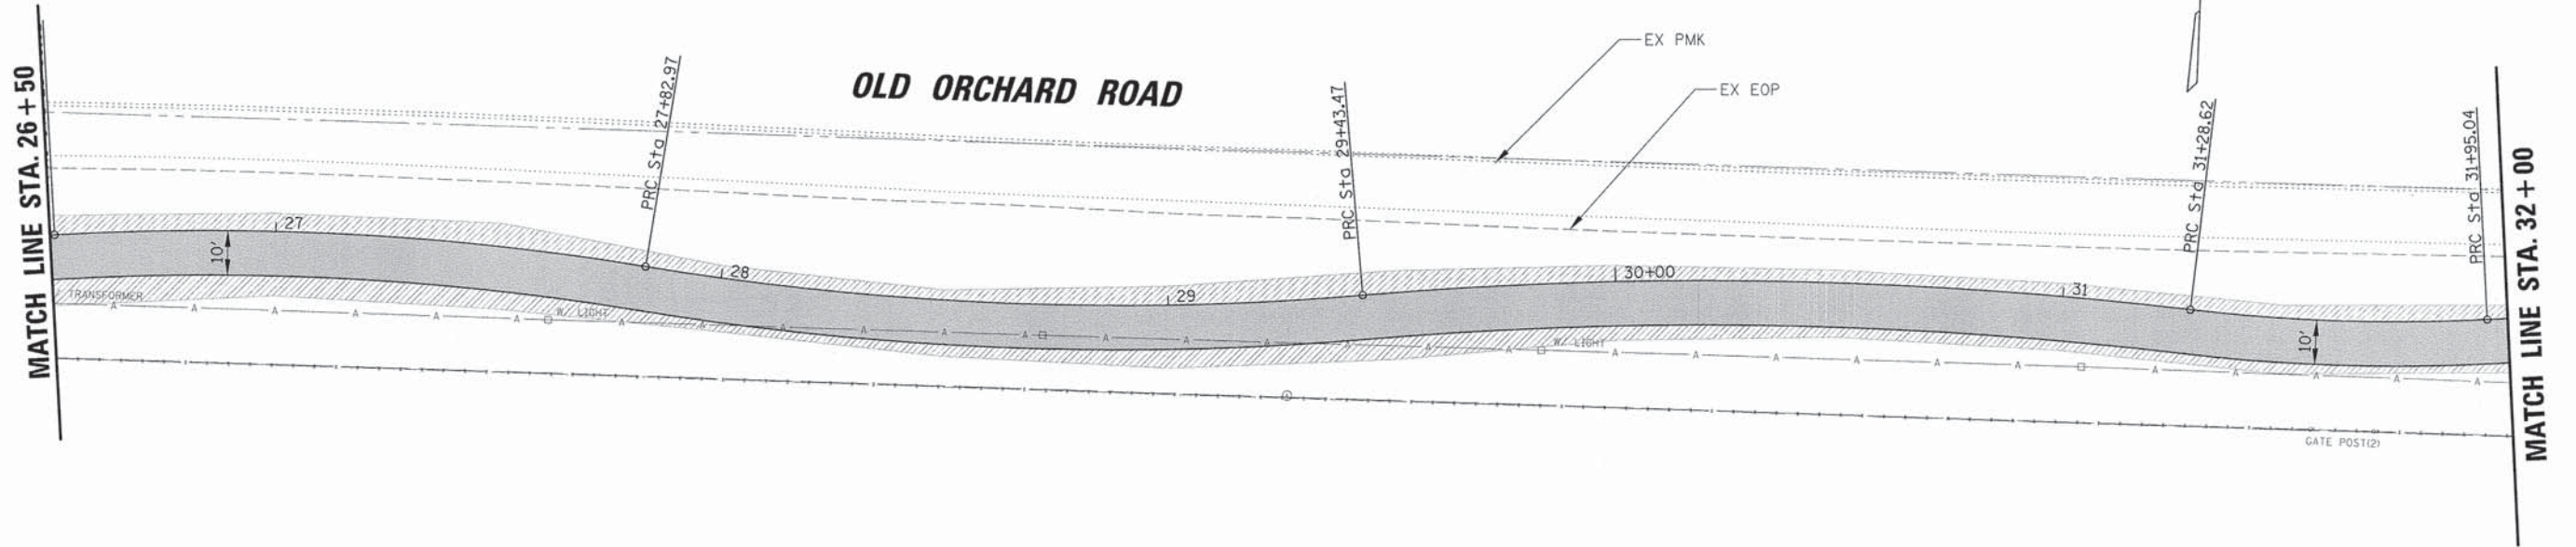 MATCH LINE STA. 26+50
PRC Sta 27+82.97
OLD ORCHARD ROAD
PRC Sta 29+43.47
EX PMK
EX EOP
PRC Sta 31+28.62
PRC Sta 31+95.04
MATCH LINE STA. 32+00
27
28
29
30+00
31
10'
10'
TRANSFORMER
A A A A A A
W. LIGHT
A A A A A A A A A A A A
W/ LIGHT
A A A A A A A A A A A A
GATE POST(2)